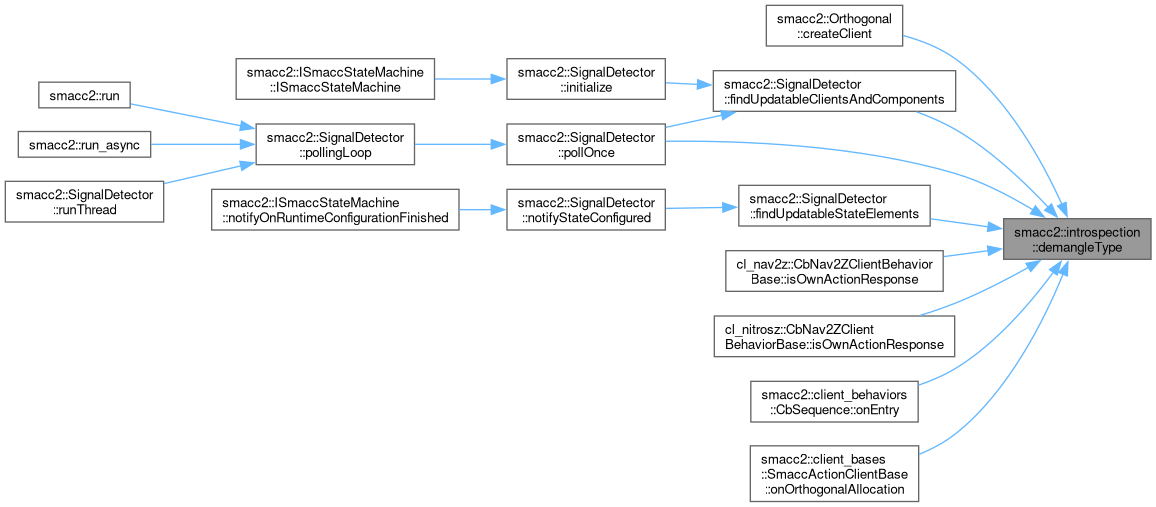 smacc2::Orthogonal
::createClient
smacc2::ISmaccStateMachine
::ISmaccStateMachine
smacc2::SignalDetector
::initialize
smacc2::SignalDetector
::findUpdatableClientsAndComponents
smacc2::run
smacc2::run_async
smacc2::SignalDetector
::runThread
smacc2::SignalDetector
::pollingLoop
smacc2::SignalDetector
::pollOnce
smacc2::ISmaccStateMachine
::notifyOnRuntimeConfigurationFinished
smacc2::SignalDetector
::notifyStateConfigured
smacc2::SignalDetector
::findUpdatableStateElements
smacc2::introspection
::demangleType
cl_nav2z::CbNav2ZClientBehavior
Base::isOwnActionResponse
cl_nitrosz::CbNav2ZClient
BehaviorBase::isOwnActionResponse
smacc2::client_behaviors
::CbSequence::onEntry
smacc2::client_bases
::SmaccActionClientBase
::onOrthogonalAllocation